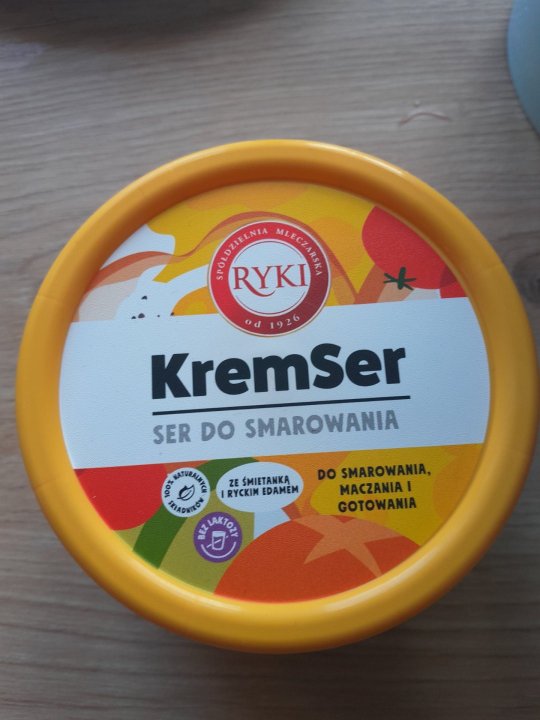 SPÓŁDZIELNIA MLECZARSKA
RYKI
od 1926
KremSer
SER DO SMAROWANIA
100% NATURALNYCH
SKŁADNIKÓW
ZE ŚMIETANKĄ
I RYCKIM EDAMEM
BEZ LAKTOZY
DO SMAROWANIA,
MACZANIA I
GOTOWANIA